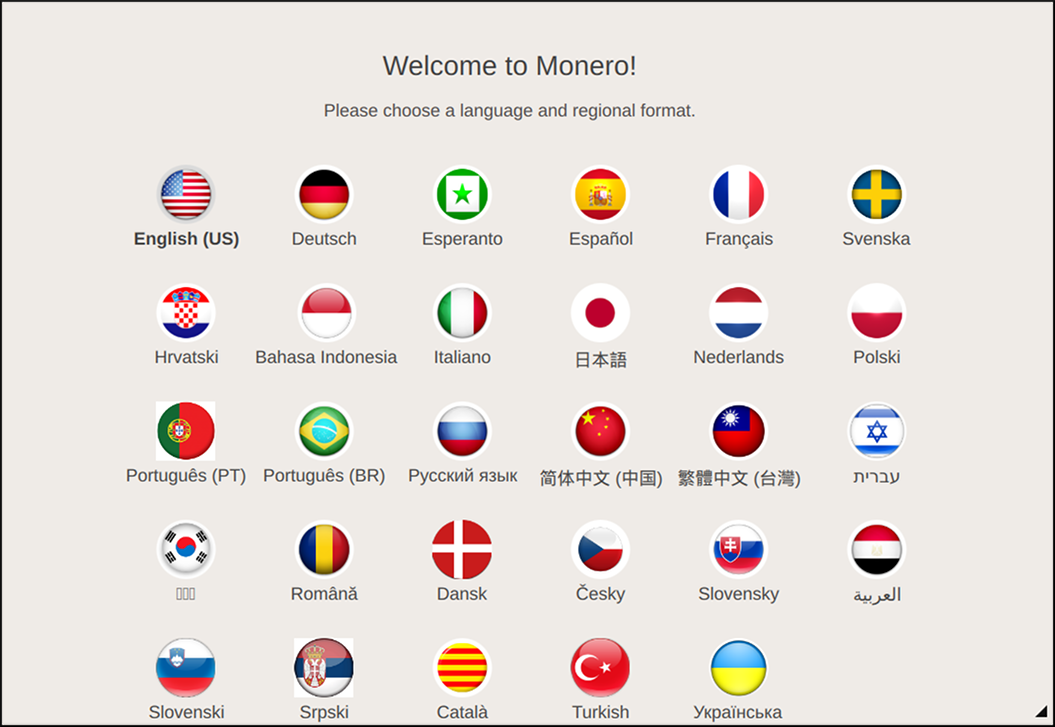 Welcome to Monero!
Please choose a language and regional format.
English (US) Deutsch Esperanto Español Français Svenska
Hrvatski Bahasa Indonesia Italiano 日本語 Nederlands Polski
Português (PT) Português (BR) Русский язык 简体中文 (中国) 繁體中文 (台灣) עברית
Română Dansk Česky Slovensky العربية
Slovenski Srpski Català Turkish Українська